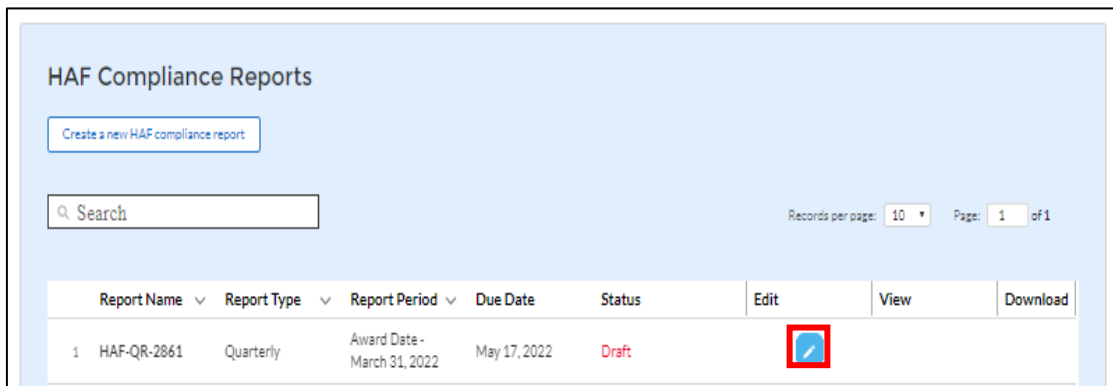 HAF Compliance Reports
Create a new HAF compliance report
Search
Records per page: 10 Page: 1 of 1
Report Name Report Type Report Period Due Date Status Edit View Download
1 HAF-QR-2861 Quarterly Award Date - March 31, 2022 May 17, 2022 Draft